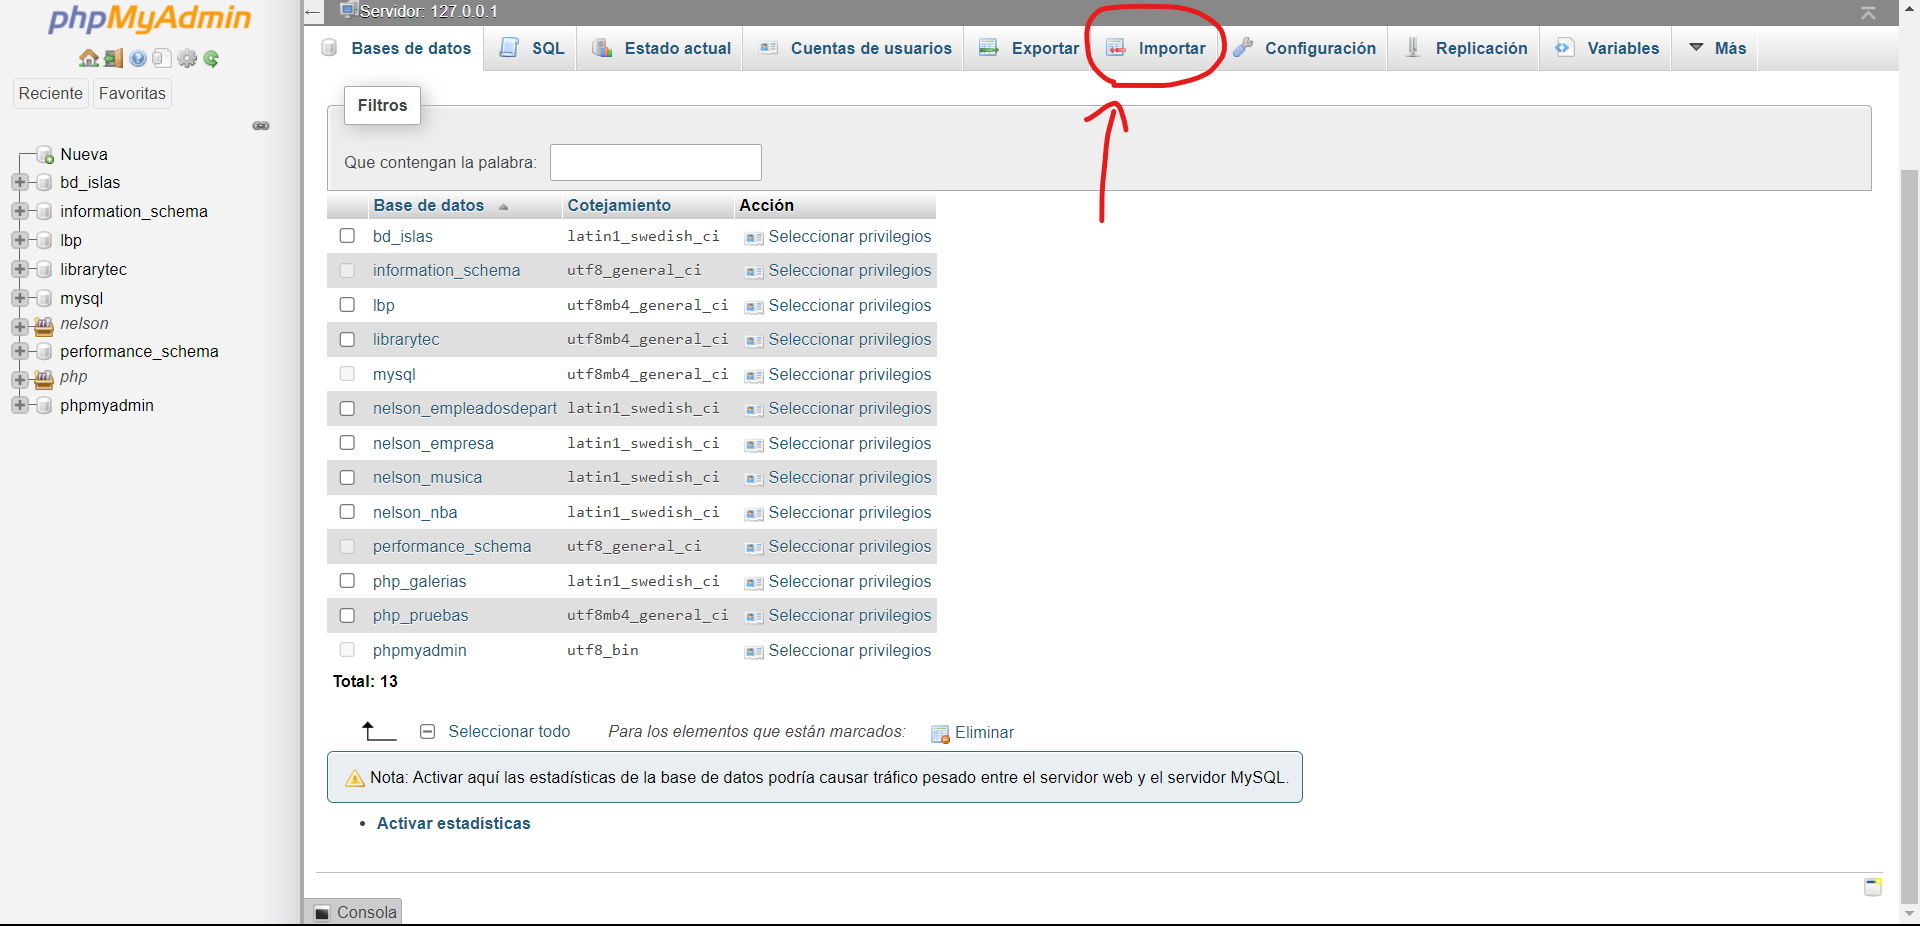 phpMyAdmin
Reciente Favoritas
Nueva
bd_islas
information_schema
lbp
librarytec
mysql
nelson
performance_schema
php
phpmyadmin
Servidor: 127.0.0.1
Bases de datos SQL Estado actual Cuentas de usuarios Exportar Importar Configuración Replicación Variables Más
Filtros
Que contengan la palabra:
Base de datos Cotejamiento Acción
bd_islas latin1_swedish_ci Seleccionar privilegios
information_schema utf8_general_ci Seleccionar privilegios
lbp utf8mb4_general_ci Seleccionar privilegios
librarytec utf8mb4_general_ci Seleccionar privilegios
mysql utf8mb4_general_ci Seleccionar privilegios
nelson_empleadosdepart latin1_swedish_ci Seleccionar privilegios
nelson_empresa latin1_swedish_ci Seleccionar privilegios
nelson_musica latin1_swedish_ci Seleccionar privilegios
nelson_nba latin1_swedish_ci Seleccionar privilegios
performance_schema utf8_general_ci Seleccionar privilegios
php_galerias latin1_swedish_ci Seleccionar privilegios
php_pruebas utf8mb4_general_ci Seleccionar privilegios
phpmyadmin utf8_bin Seleccionar privilegios
Total: 13
Seleccionar todo Para los elementos que están marcados: Eliminar
Nota: Activar aquí las estadísticas de la base de datos podría causar tráfico pesado entre el servidor web y el servidor MySQL.
• Activar estadísticas
Consola